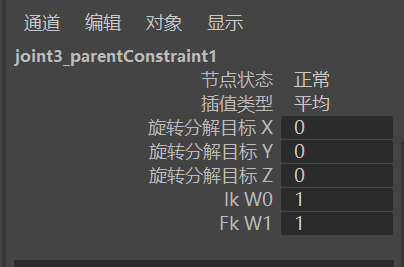 通道 编辑 对象 显示
joint3_parentConstraint1
节点状态 正常
插值类型 平均
旋转分解目标 X 0
旋转分解目标 Y 0
旋转分解目标 Z 0
Ik W0 1
Fk W1 1